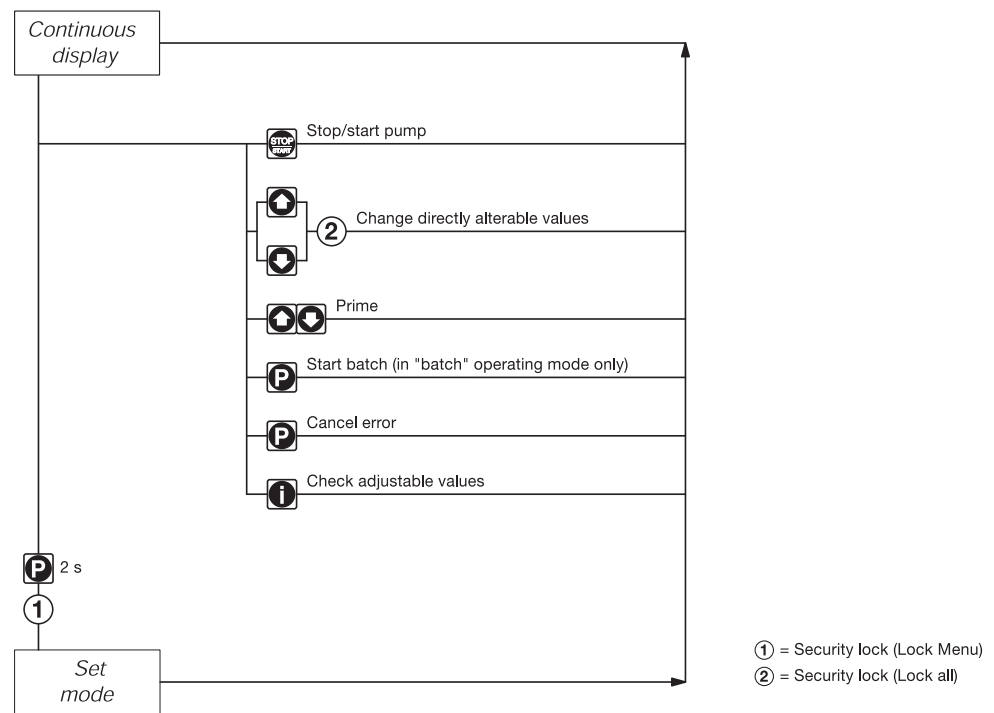 Continuous
display
STOP
START
Stop/start pump
2
Change directly alterable values
Prime
P
Start batch (in "batch" operating mode only)
P
Cancel error
i
Check adjustable values
P
2 s
1
Set
mode
1 = Security lock (Lock Menu)
2 = Security lock (Lock all)